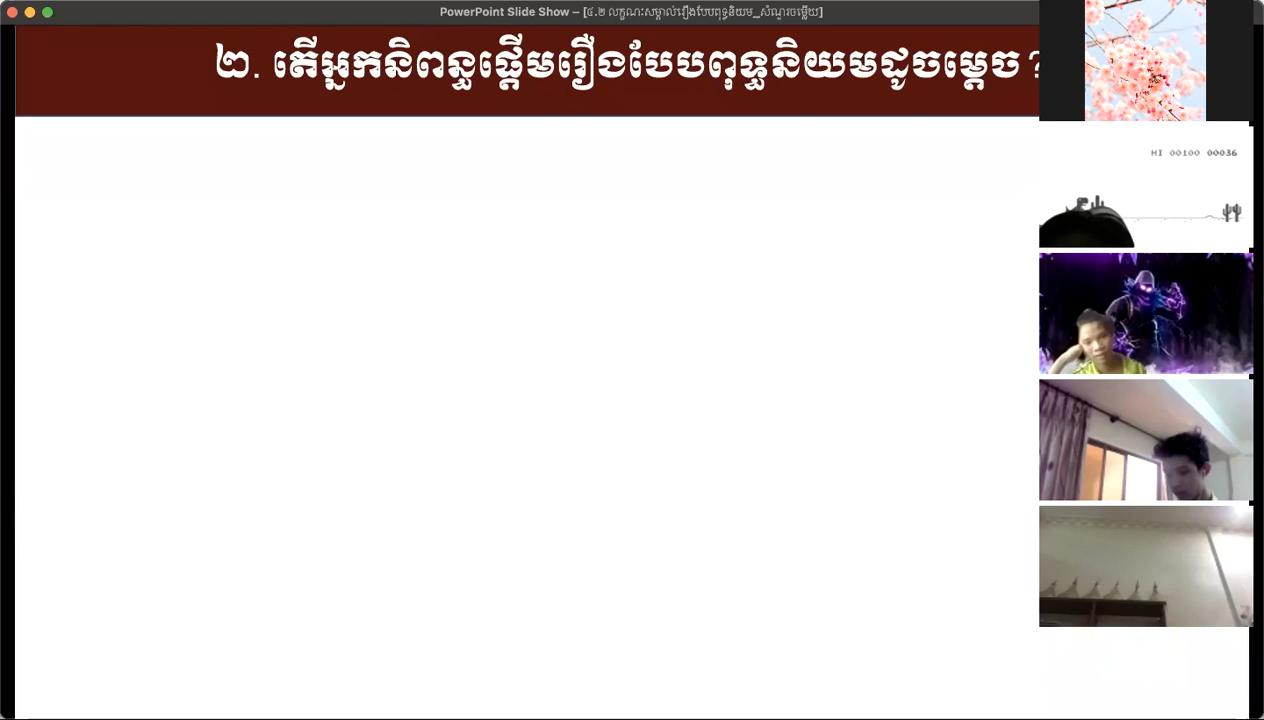 PowerPoint Slide Show – [៤.២ លក្ខណៈសម្គាល់រឿងបែបពុទ្ធនិយម_សំណួរចម្លើយ]
២. តើអ្នកនិពន្ធផ្ដើមរឿងបែបពុទ្ធនិយមដូចម្ដេច ?
HI 00100 00036